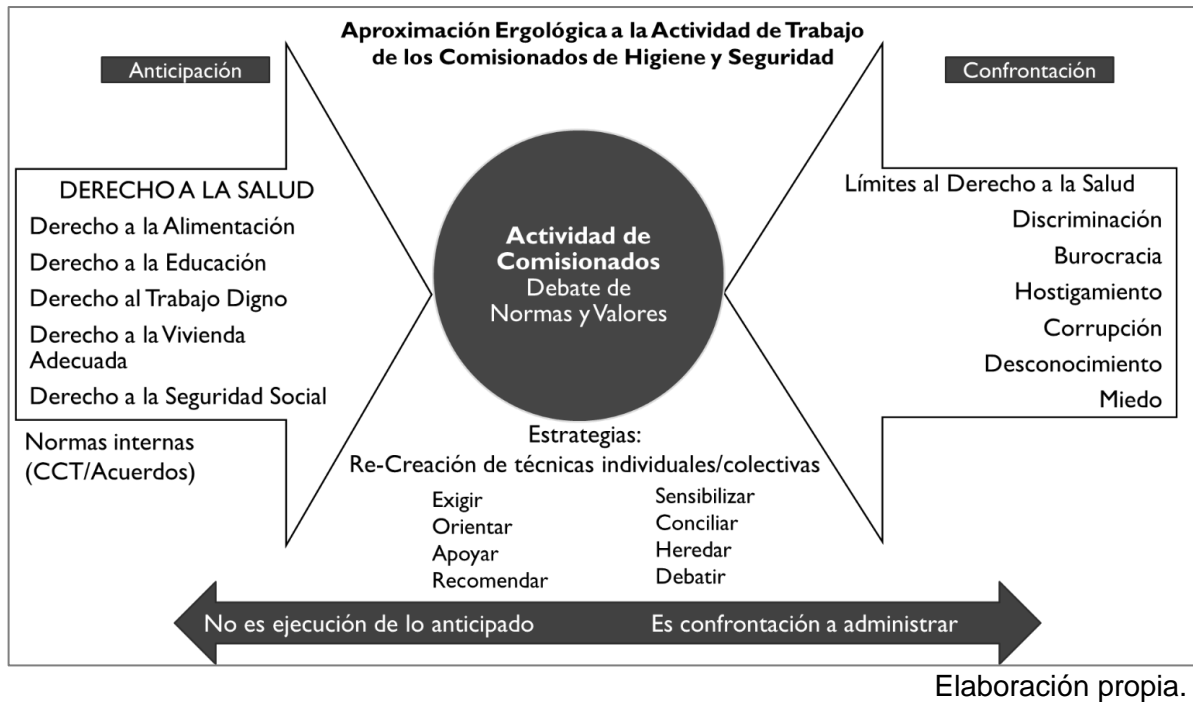 Aproximación Ergológica a la Actividad de Trabajo
de los Comisionados de Higiene y Seguridad
Anticipación
Confrontación
DERECHO A LA SALUD
Derecho a la Alimentación
Derecho a la Educación
Derecho al Trabajo Digno
Derecho a la Vivienda
Adecuada
Derecho a la Seguridad Social
Normas internas
(CCT/Acuerdos)
Actividad de
Comisionados
Debate de
Normas y Valores
Límites al Derecho a la Salud
Discriminación
Burocracia
Hostigamiento
Corrupción
Desconocimiento
Miedo
Estrategias:
Re-Creación de técnicas individuales/colectivas
Exigir
Orientar
Apoyar
Recomendar
Sensibilizar
Conciliar
Heredar
Debatir
No es ejecución de lo anticipado
Es confrontación a administrar
Elaboración propia.